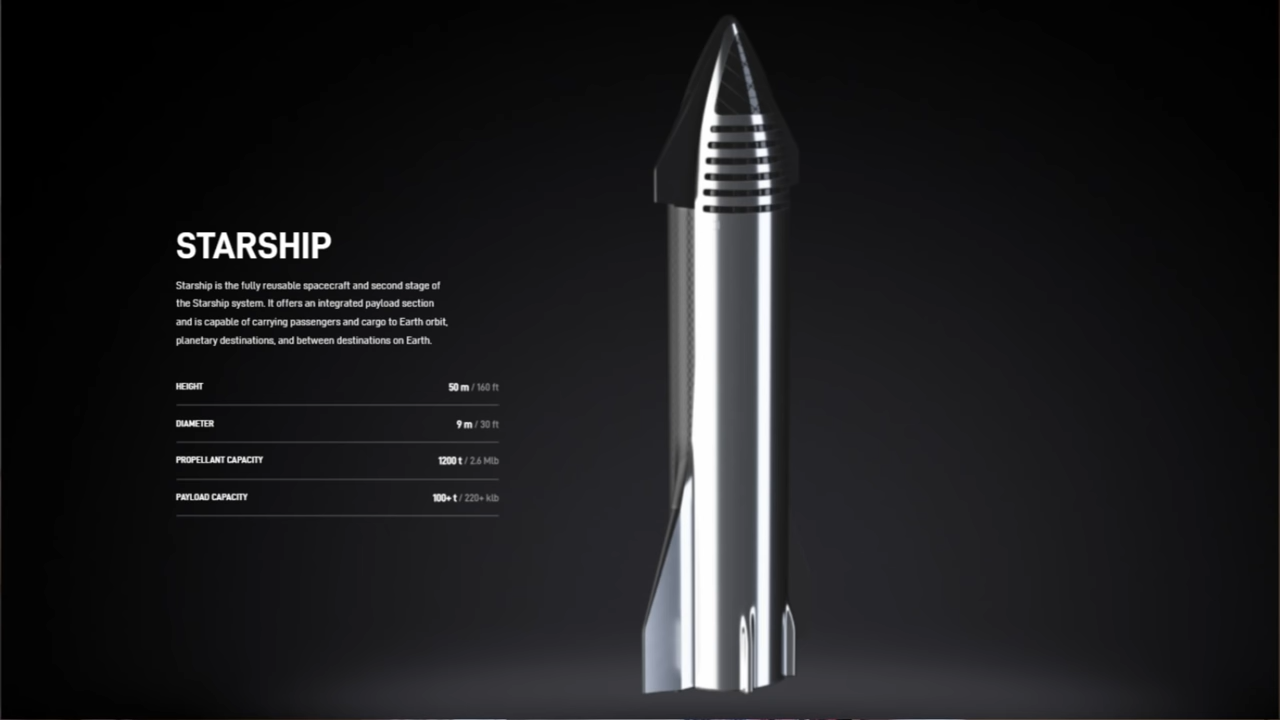 STARSHIP
Starship is the fully reusable spacecraft and second stage of
the Starship system. It offers an integrated payload section
and is capable of carrying passengers and cargo to Earth orbit,
planetary destinations, and between destinations on Earth.
HEIGHT 50 m / 160 ft
DIAMETER 9 m / 30 ft
PROPELLANT CAPACITY 1200 t / 2.6 Mlb
PAYLOAD CAPACITY 100+ t / 220+ klb